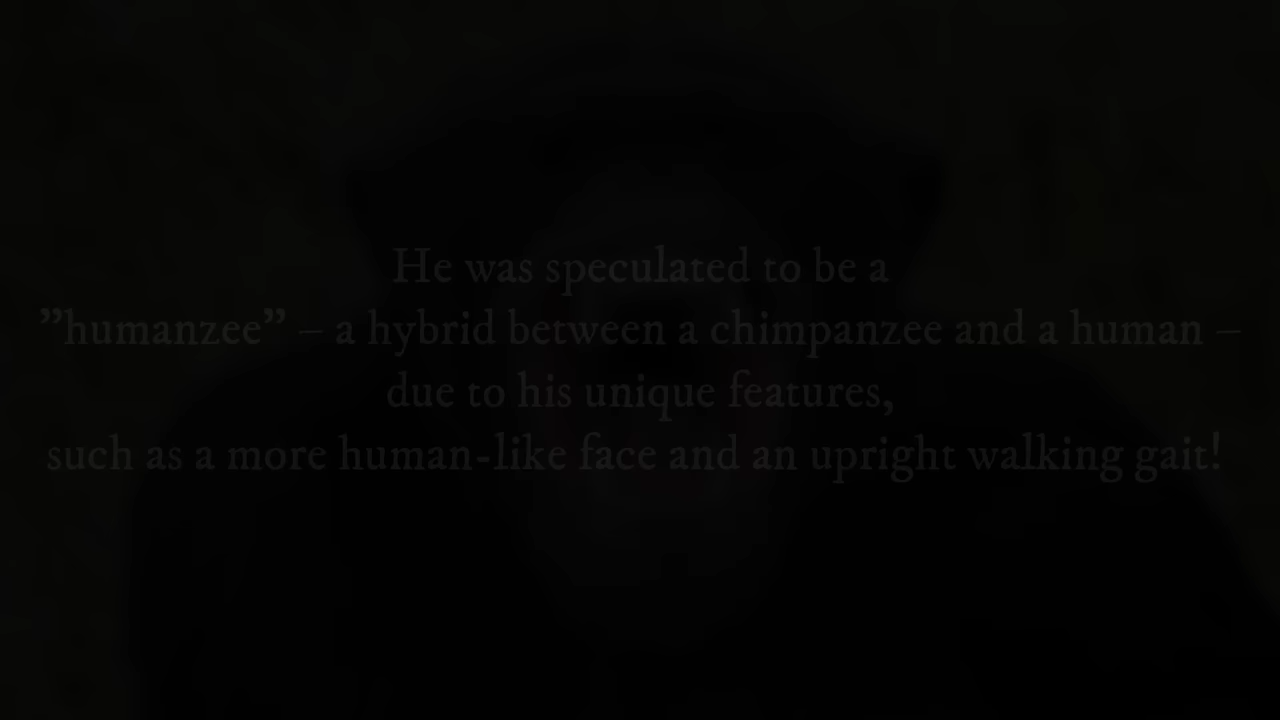 He was speculated to be a
”humanzee” – a hybrid between a chimpanzee and a human –
due to his unique features,
such as a more human-like face and an upright walking gait!